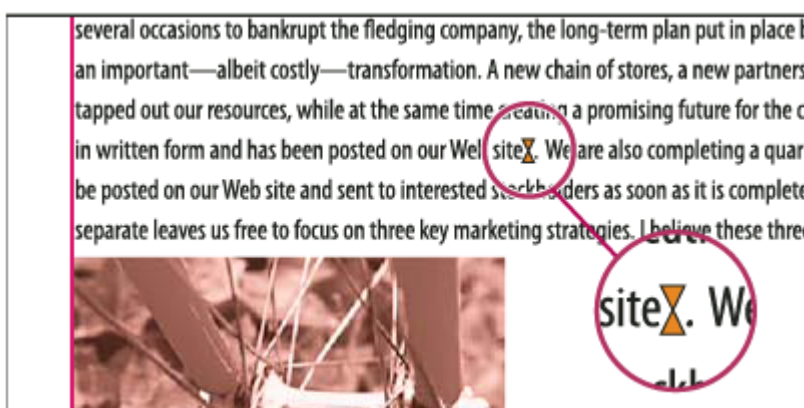 several occasions to bankrupt the fledging company, the long-term plan put in place
an important—albeit costly—transformation. A new chain of stores, a new partners
tapped out our resources, while at the same time creating a promising future for the
in written form and has been posted on our Web site. We are also completing a quar
be posted on our Web site and sent to interested stockholders as soon as it is complete
separate leaves us free to focus on three key marketing strategies. I believe these three
site. We